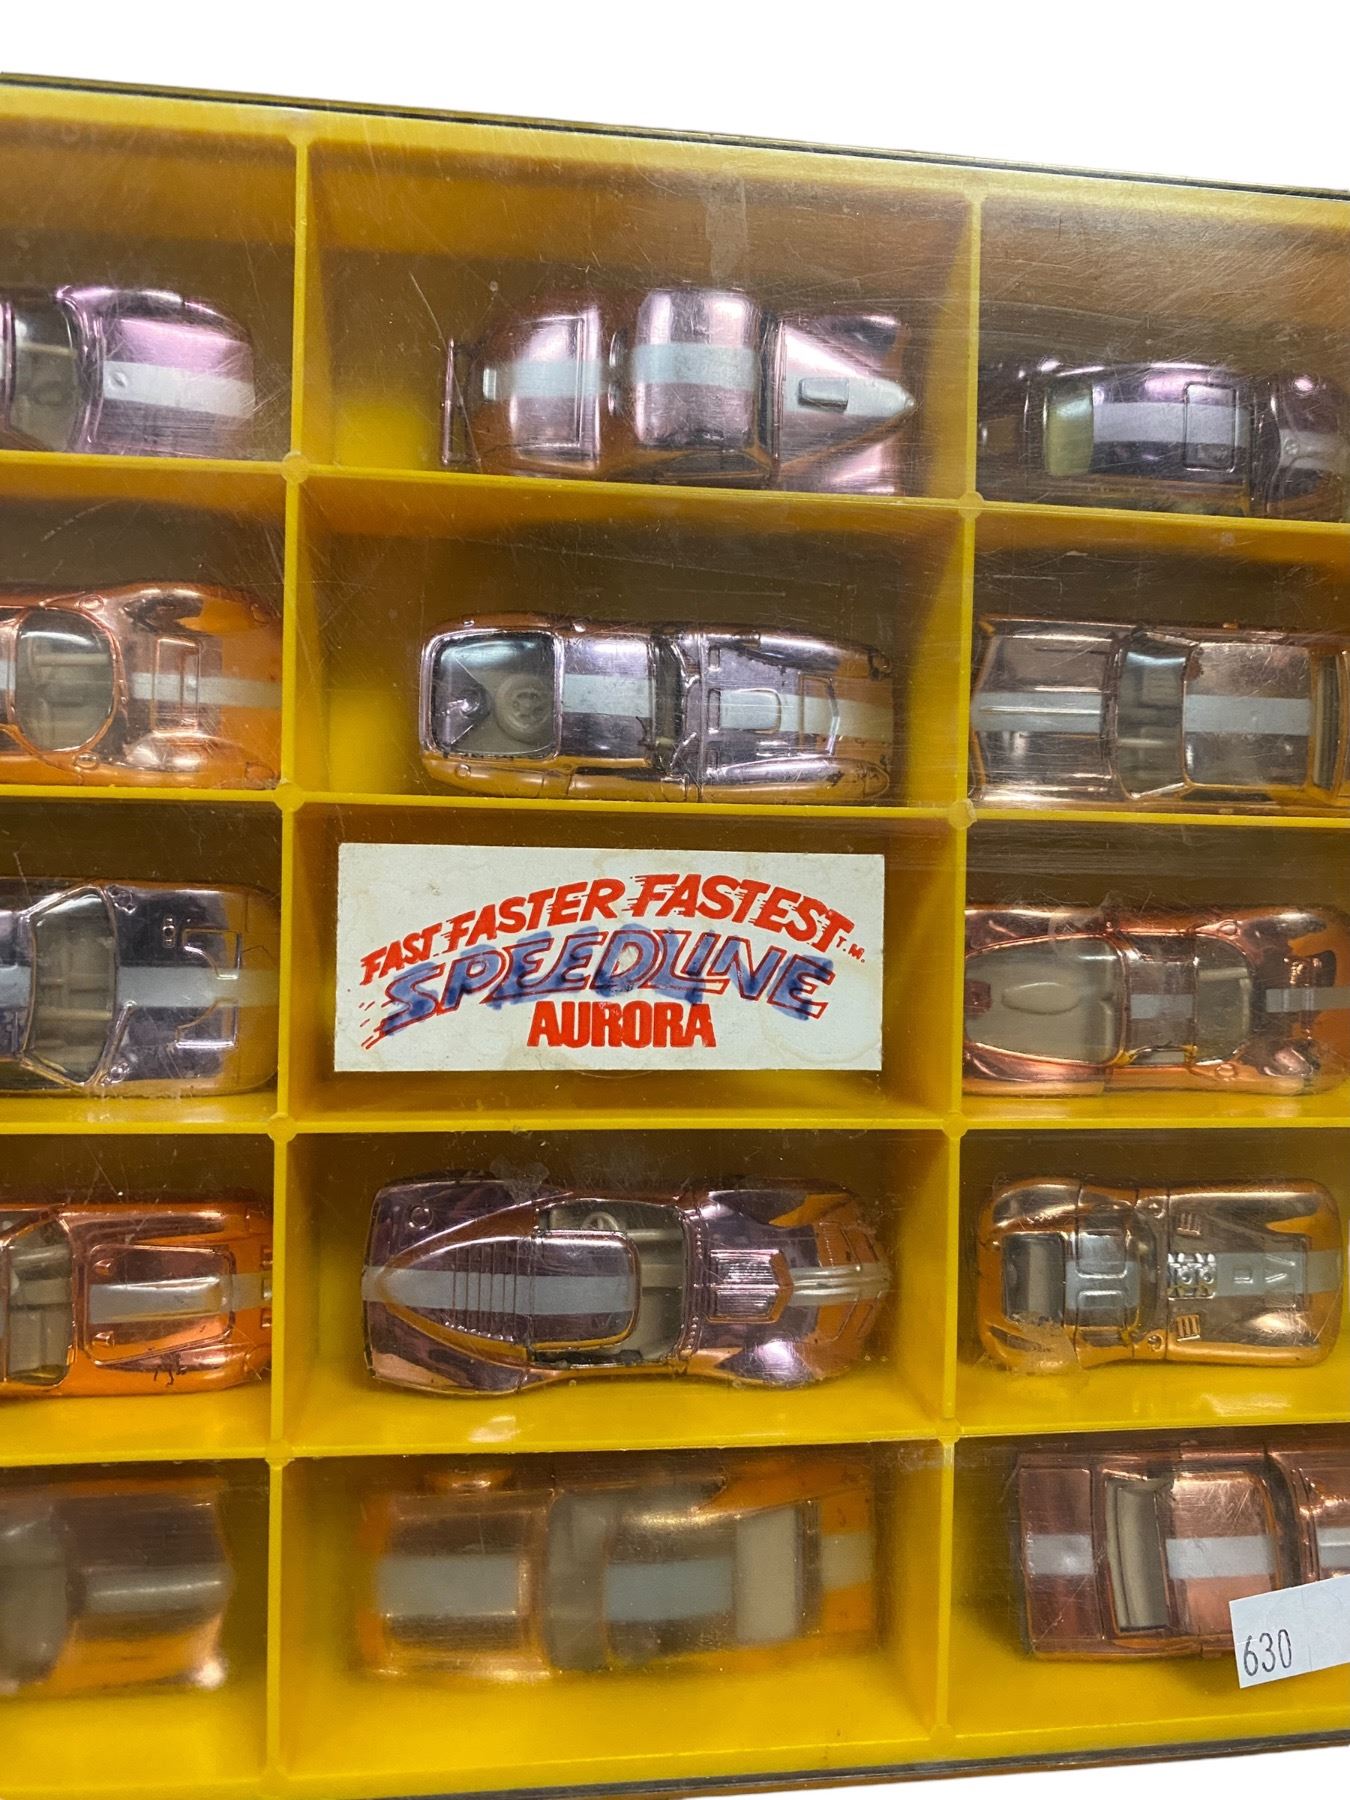 FAST FASTER FASTEST T.M.
SPEEDLINE
AURORA
630